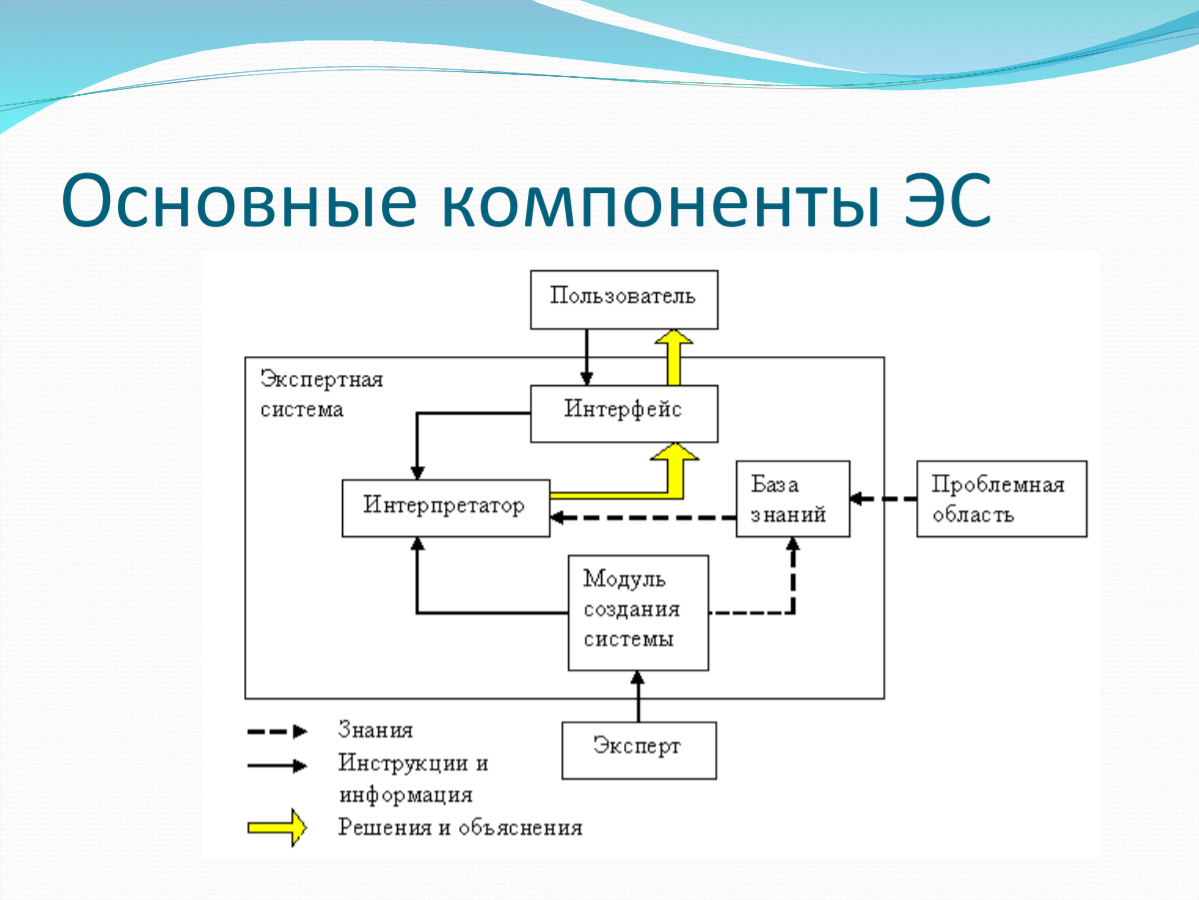 Основные компоненты ЭС
Пользователь
Экспертная
система
Интерфейс
Интерпретатор
База
знаний
Проблемная
область
Модуль
создания
системы
Эксперт
Знания
Инструкции и
информация
Решения и объяснения